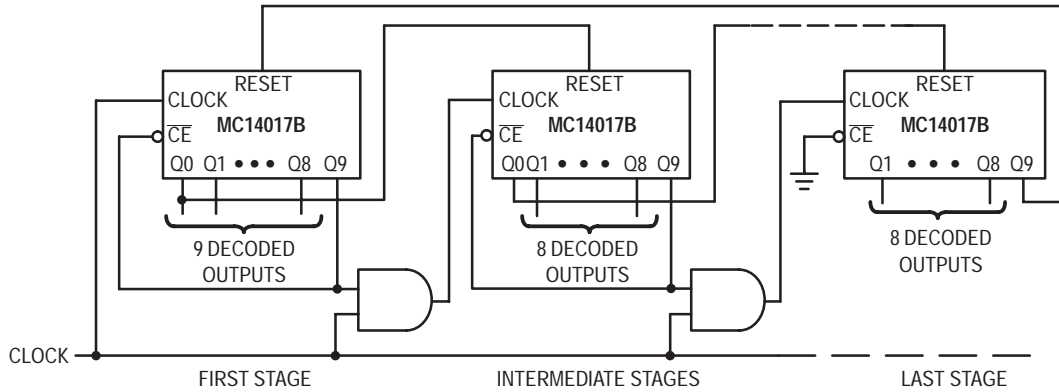 RESET RESET RESET
CLOCK CLOCK CLOCK
MC14017B MC14017B MC14017B
CE CE CE
Q0 Q1 • • • Q8 Q9 Q0 Q1 • • • Q8 Q9 Q1 • • • Q8 Q9
9 DECODED 8 DECODED 8 DECODED
OUTPUTS OUTPUTS OUTPUTS
CLOCK
FIRST STAGE INTERMEDIATE STAGES LAST STAGE